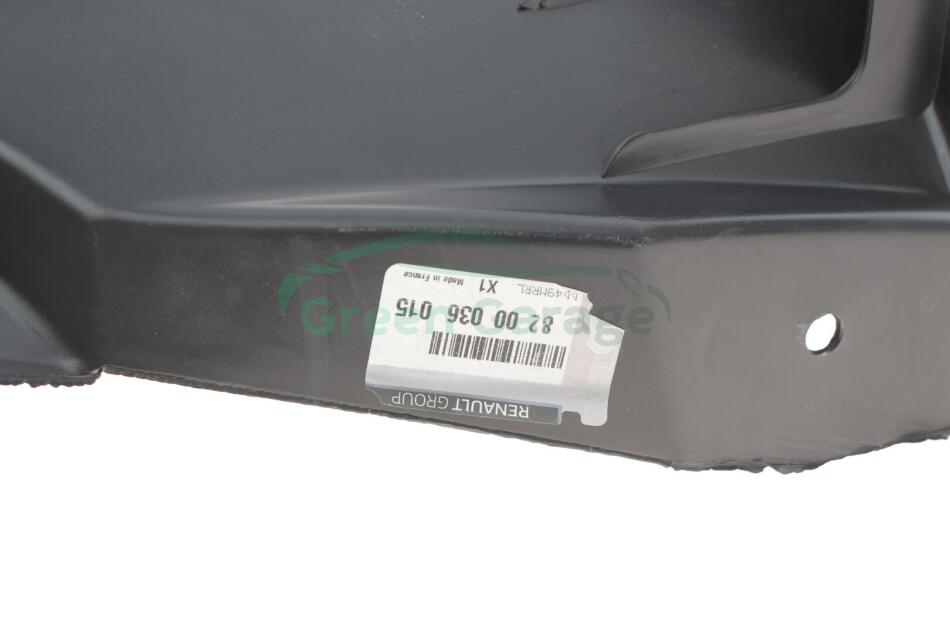 RENAULT GROUP
82 00 036 015
X1
Made in France
Green Garage